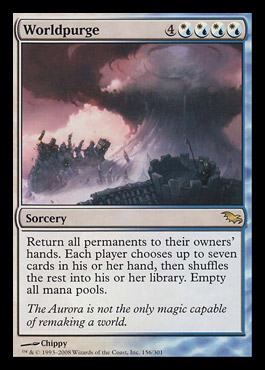 Worldpurge 4
Sorcery
Return all permanents to their owners'
hands. Each player chooses up to seven
cards in his or her hand, then shuffles
the rest into his or her library. Empty
all mana pools.
The Aurora is not the only magic capable
of remaking a world.
Chippy
™ & © 1993–2008 Wizards of the Coast, Inc. 156/301